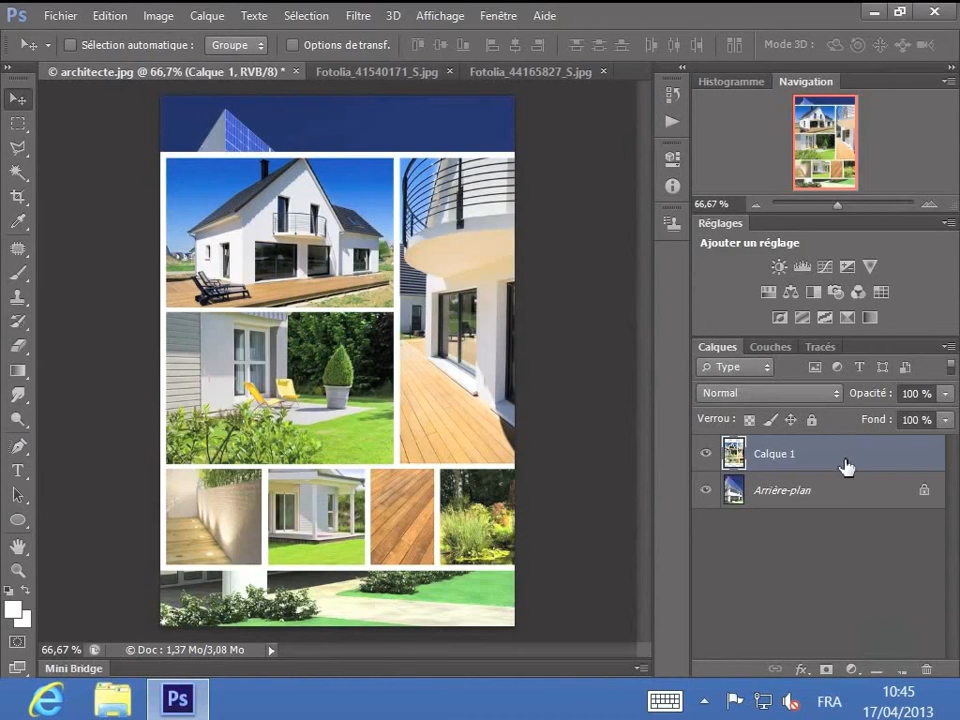 Ps Fichier Edition Image Calque Texte Sélection Filtre 3D Affichage Fenêtre Aide
Sélection automatique : Groupe Options de transf. Mode 3D :
© architecte.jpg @ 66,7% (Calque 1, RVB/8) * × Fotolia_41540171_S.jpg × Fotolia_44165827_S.jpg ×
Histogramme Navigation
66,67 %
Réglages
Ajouter un réglage
Calques Couches Tracés
Type
Normal Opacité : 100 %
Verrou : Fond : 100 %
Calque 1
Arrière-plan
66,67 % © Doc : 1,37 Mo/3,08 Mo
Mini Bridge
Ps FRA 10:45
17/04/2013